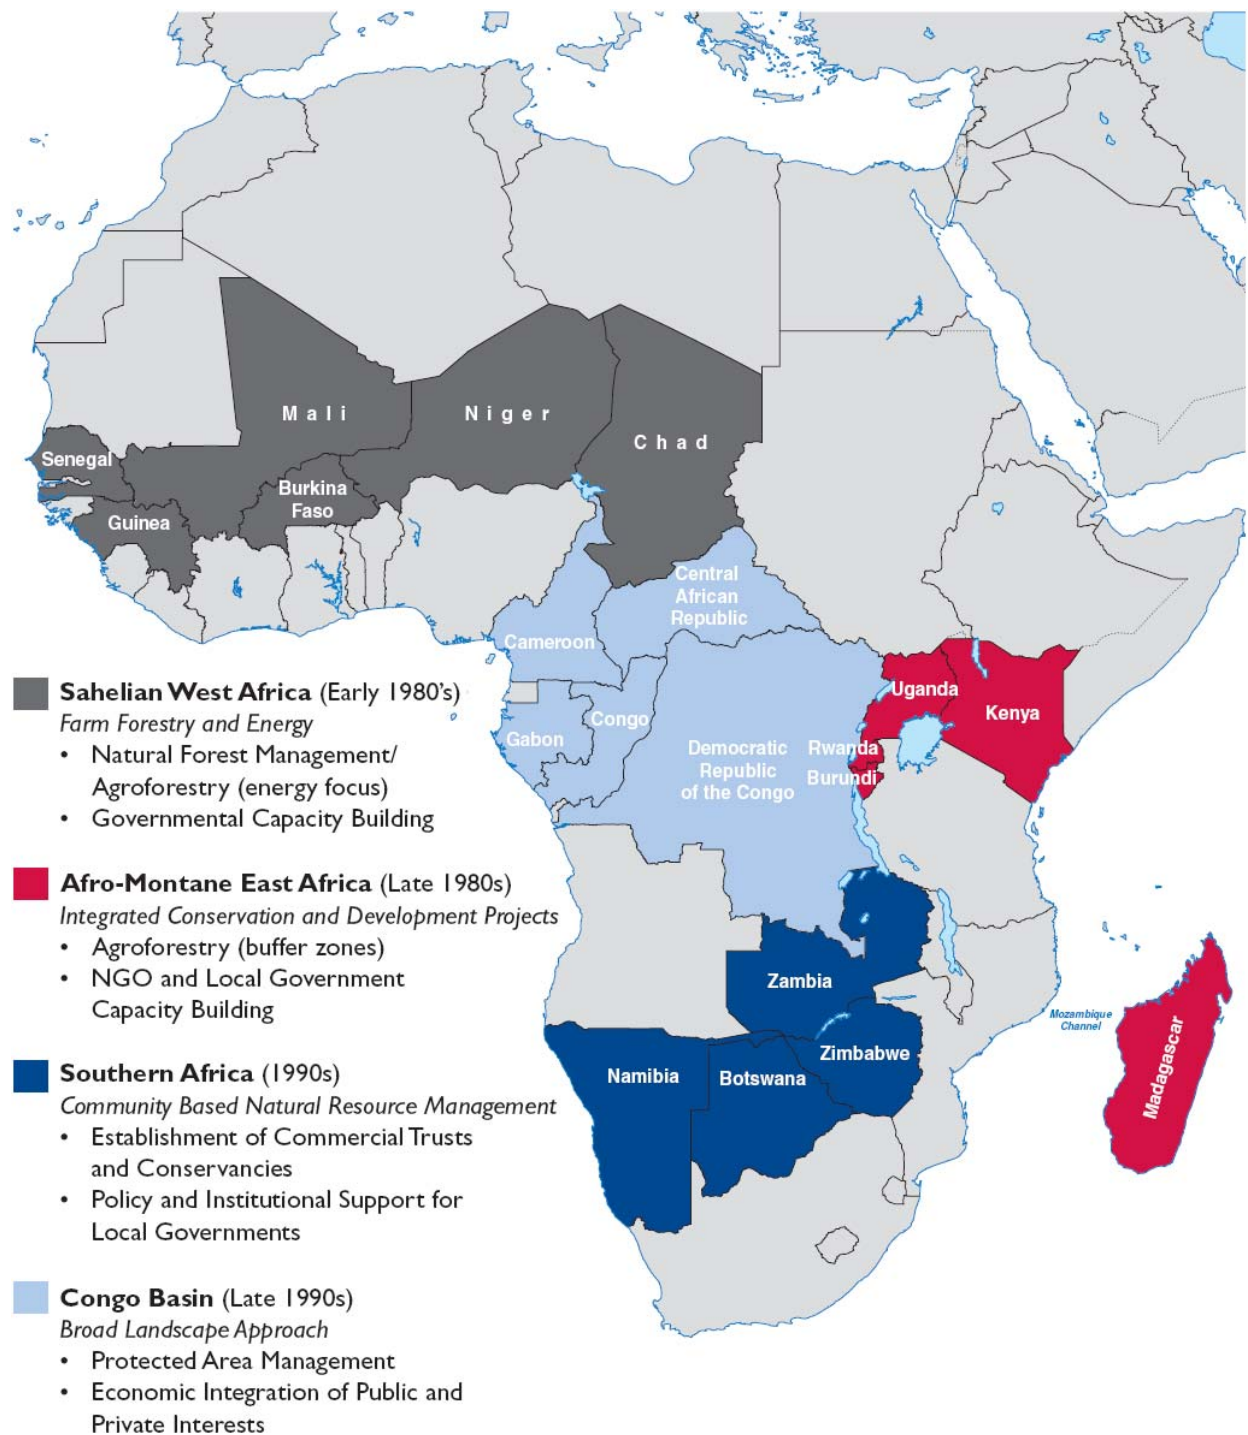 Mali
Niger
Chad
Senegal
Burkina
Faso
Guinea
Central
African
Republic
Cameroon
Uganda
Kenya
Congo
Gabon
Democratic
Republic
of the Congo
Rwanda
Burundi
Zambia
Mozambique
Channel
Zimbabwe
Namibia
Botswana
Madagascar
Sahelian West Africa (Early 1980's)
Farm Forestry and Energy
• Natural Forest Management/
Agroforestry (energy focus)
• Governmental Capacity Building
Afro-Montane East Africa (Late 1980s)
Integrated Conservation and Development Projects
• Agroforestry (buffer zones)
• NGO and Local Government
Capacity Building
Southern Africa (1990s)
Community Based Natural Resource Management
• Establishment of Commercial Trusts
and Conservancies
• Policy and Institutional Support for
Local Governments
Congo Basin (Late 1990s)
Broad Landscape Approach
• Protected Area Management
• Economic Integration of Public and
Private Interests